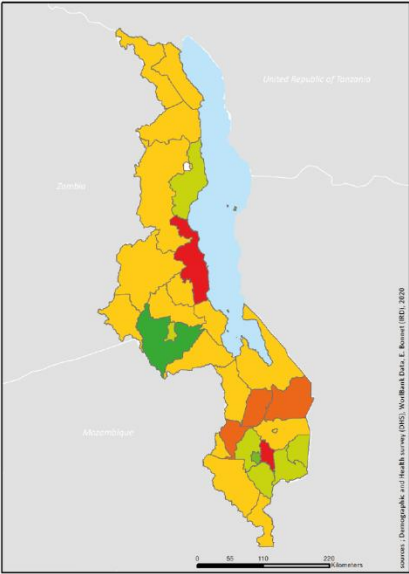 United Republic of Tanzania
Zambia
Mozambique
0 55 110 220
Kilometers
sources : Demographic and Health survey (DHS), WorlBank Data, E. Bonnet (IRD), 2020